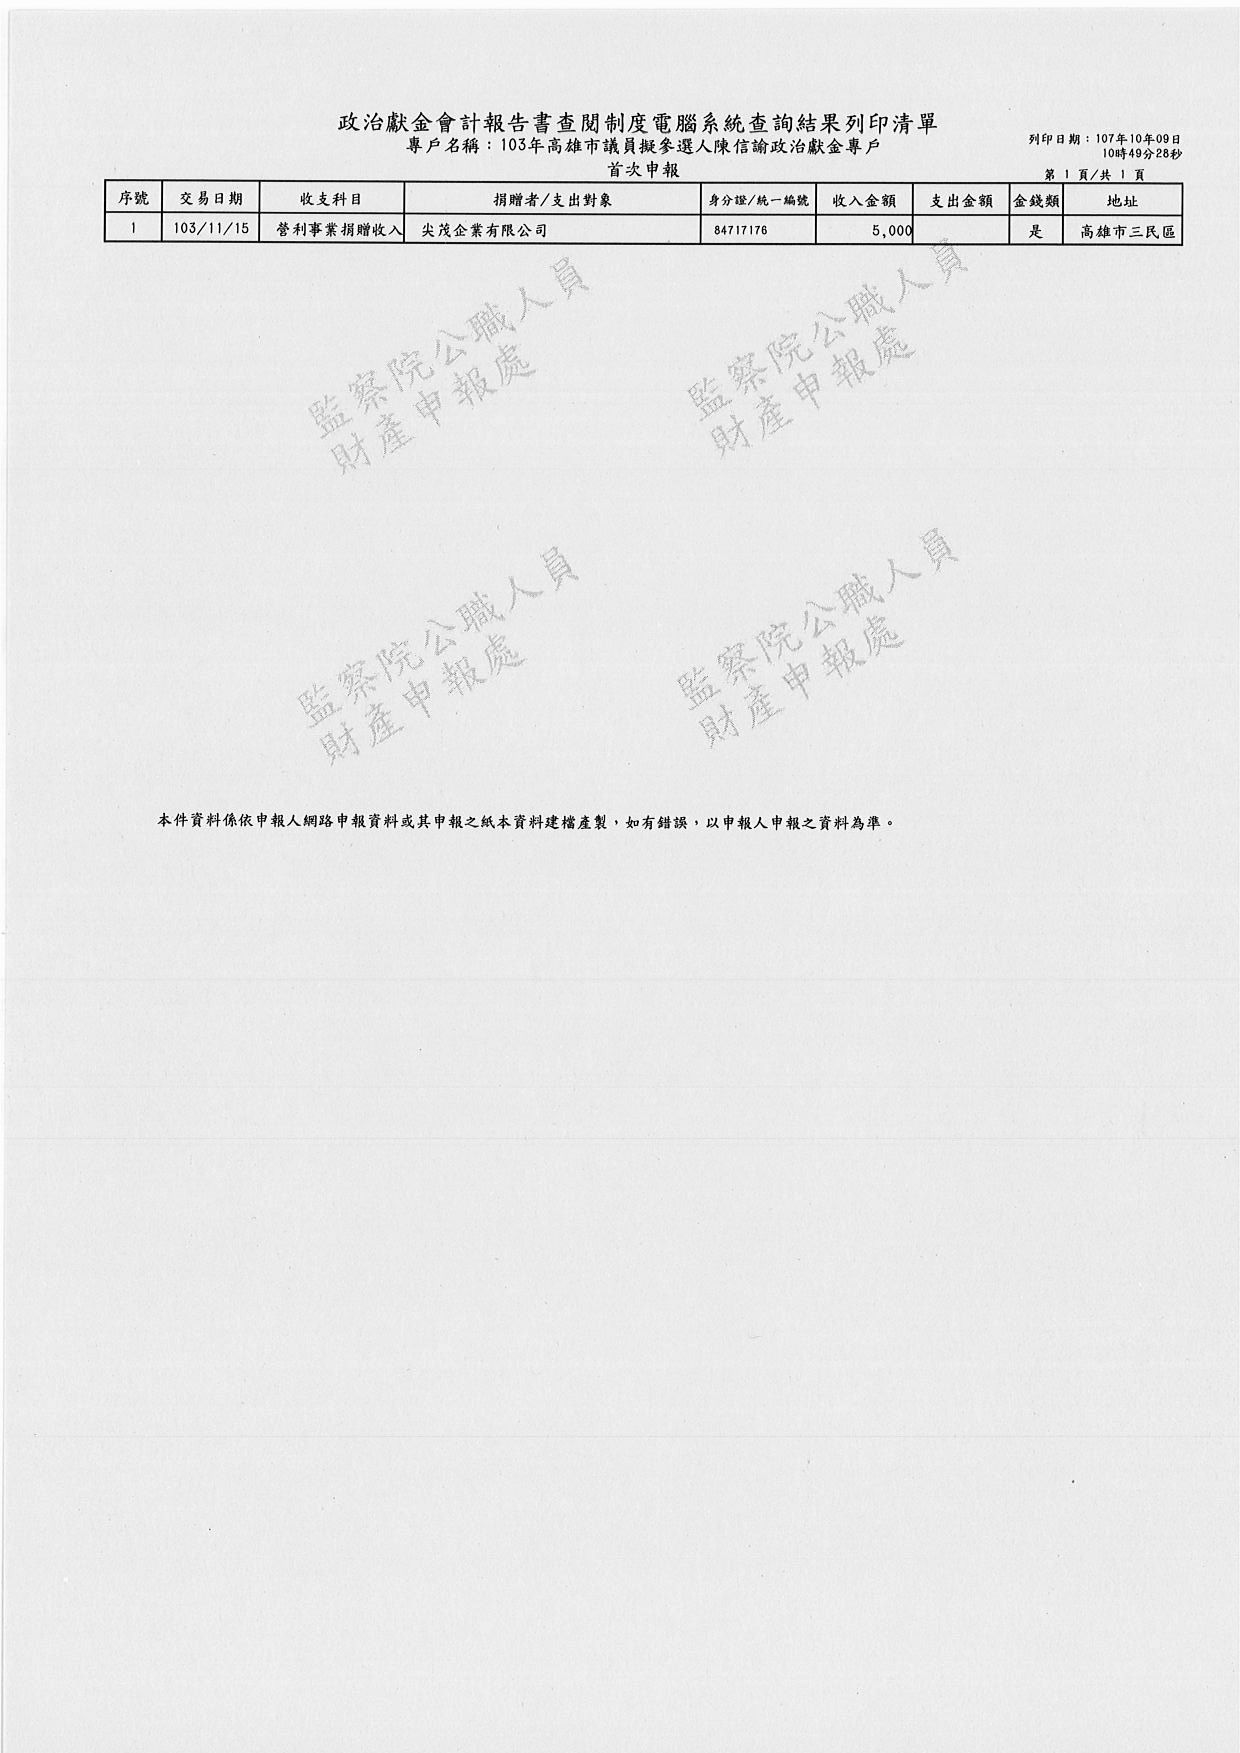 政治獻金會計報告書查閱制度電腦系統查詢結果列印清單
專戶名稱：103年高雄市議員擬參選人陳信諭政治獻金專戶
列印日期：107年10年09日
10時49分28秒
首次申報
第 1 頁/共 1 頁
序號 交易日期 收支科目 捐贈者/支出對象 身分證/統一編號 收入金額 支出金額 金錢類 地址
1 103/11/15 營利事業捐贈收入 尖茂企業有限公司 84717176 5,000 是 高雄市三民區
監察院公職人員
財產申報處
監察院公職人員
財產申報處
監察院公職人員
財產申報處
監察院公職人員
財產申報處
本件資料係依申報人網路申報資料或其申報之紙本資料建檔產製，如有錯誤，以申報人申報之資料為準。